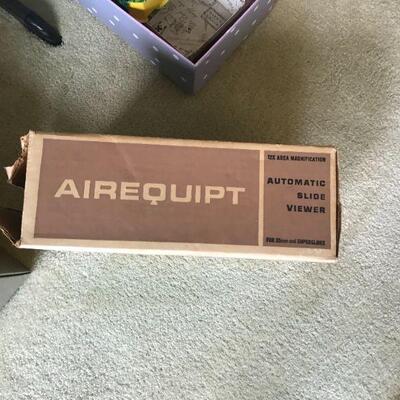 AIREQUIPT
12X AREA MAGNIFICATION
AUTOMATIC
SLIDE
VIEWER
FOR 35mm and SUPERSLIDES